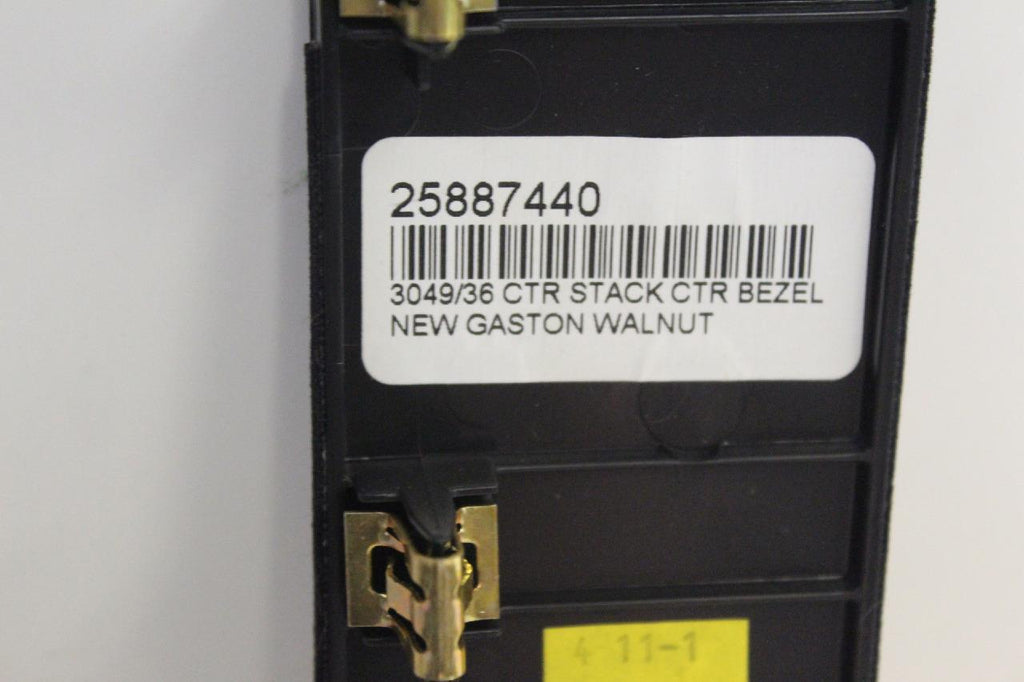 25887440
3049/36 CTR STACK CTR BEZEL
NEW GASTON WALNUT
4 11-1